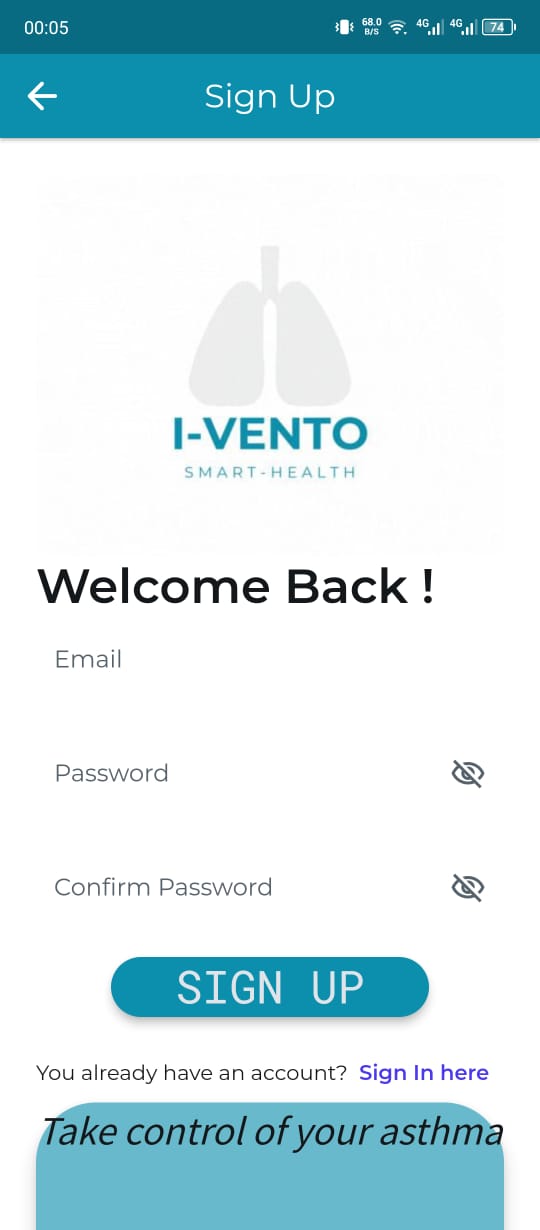 00:05
68.0 B/S 4G 4G 74
Sign Up
I-VENTO
SMART-HEALTH
Welcome Back !
Email
Password
Confirm Password
SIGN UP
You already have an account? Sign In here
Take control of your asthma